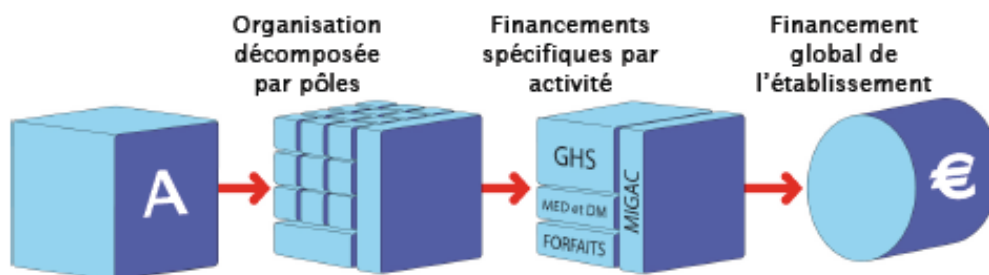 Organisation
décomposée
par pôles
Financements
spécifiques par
activité
Financement
global de
l'établissement
A
GHS
MED et DM
FORFAITS
MIGAC
€